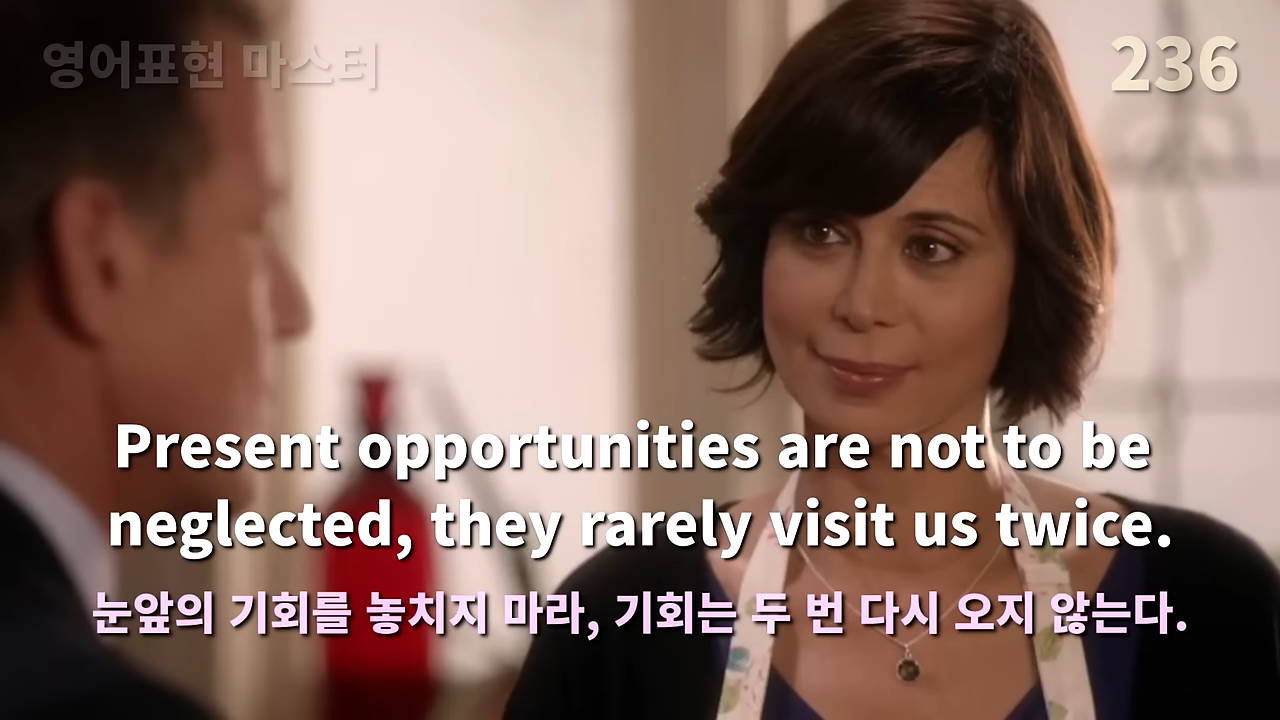 영어표현 마스터
236
Present opportunities are not to be
neglected, they rarely visit us twice.
눈앞의 기회를 놓치지 마라, 기회는 두 번 다시 오지 않는다.